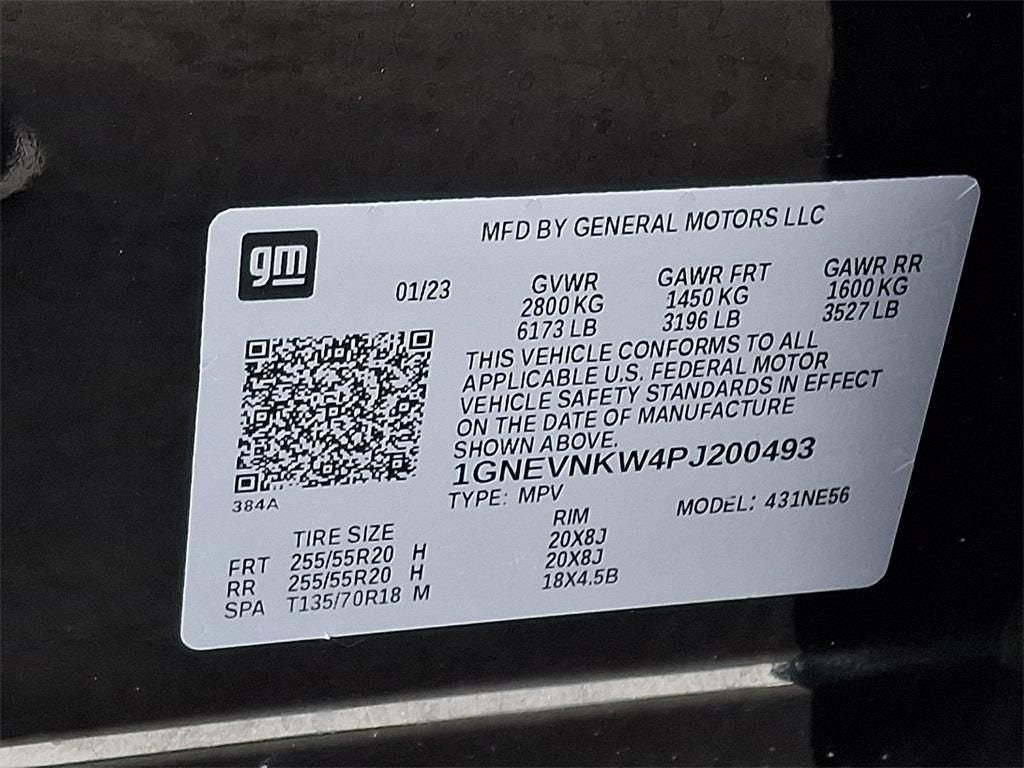 gm
MFD BY GENERAL MOTORS LLC
01/23
GVWR
2800 KG
6173 LB
GAWR FRT
1450 KG
3196 LB
GAWR RR
1600 KG
3527 LB
THIS VEHICLE CONFORMS TO ALL
APPLICABLE U.S. FEDERAL MOTOR
VEHICLE SAFETY STANDARDS IN EFFECT
ON THE DATE OF MANUFACTURE
SHOWN ABOVE.
1GNEVNKW4PJ200493
384A
TYPE: MPV
MODEL: 431NE56
TIRE SIZE RIM
FRT 255/55R20 H 20X8J
RR 255/55R20 H 20X8J
SPA T135/70R18 M 18X4.5B